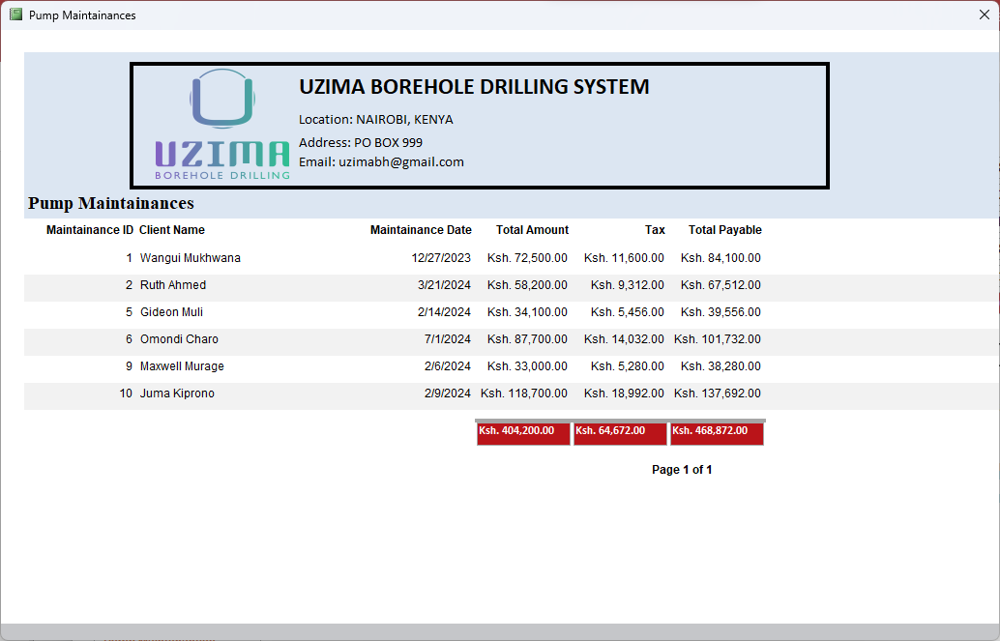 Pump Maintainances
UZIMA
BOREHOLE DRILLING
UZIMA BOREHOLE DRILLING SYSTEM
Location: NAIROBI, KENYA
Address: PO BOX 999
Email: uzimabh@gmail.com
Pump Maintainances
Maintainance ID Client Name Maintainance Date Total Amount Tax Total Payable
1 Wangui Mukhwana 12/27/2023 Ksh. 72,500.00 Ksh. 11,600.00 Ksh. 84,100.00
2 Ruth Ahmed 3/21/2024 Ksh. 58,200.00 Ksh. 9,312.00 Ksh. 67,512.00
5 Gideon Muli 2/14/2024 Ksh. 34,100.00 Ksh. 5,456.00 Ksh. 39,556.00
6 Omondi Charo 7/1/2024 Ksh. 87,700.00 Ksh. 14,032.00 Ksh. 101,732.00
9 Maxwell Murage 2/6/2024 Ksh. 33,000.00 Ksh. 5,280.00 Ksh. 38,280.00
10 Juma Kiprono 2/9/2024 Ksh. 118,700.00 Ksh. 18,992.00 Ksh. 137,692.00
Ksh. 404,200.00 Ksh. 64,672.00 Ksh. 468,872.00
Page 1 of 1